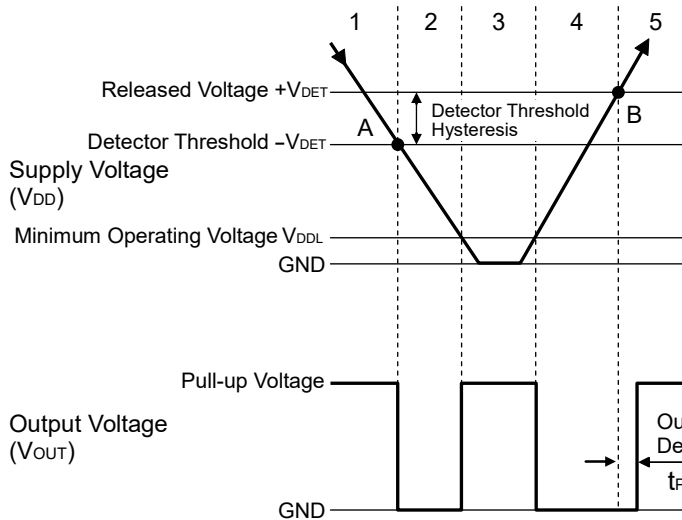 1 2 3 4 5
Released Voltage +VDET
Detector Threshold
Hysteresis
A
B
Detector Threshold –VDET
Supply Voltage
(VDD)
Minimum Operating Voltage VDDL
GND
Pull-up Voltage
Output Voltage
(VOUT)
GND